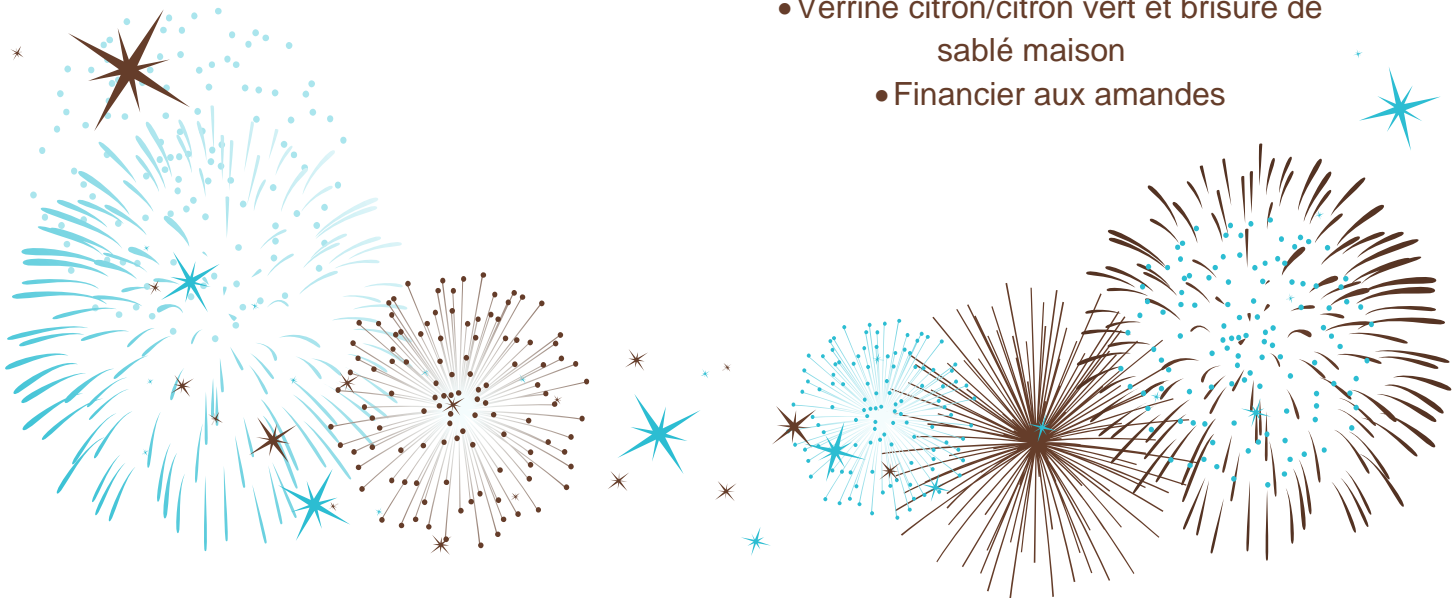 • Verrine citron/citron vert et brisure de
sablé maison
• Financier aux amandes